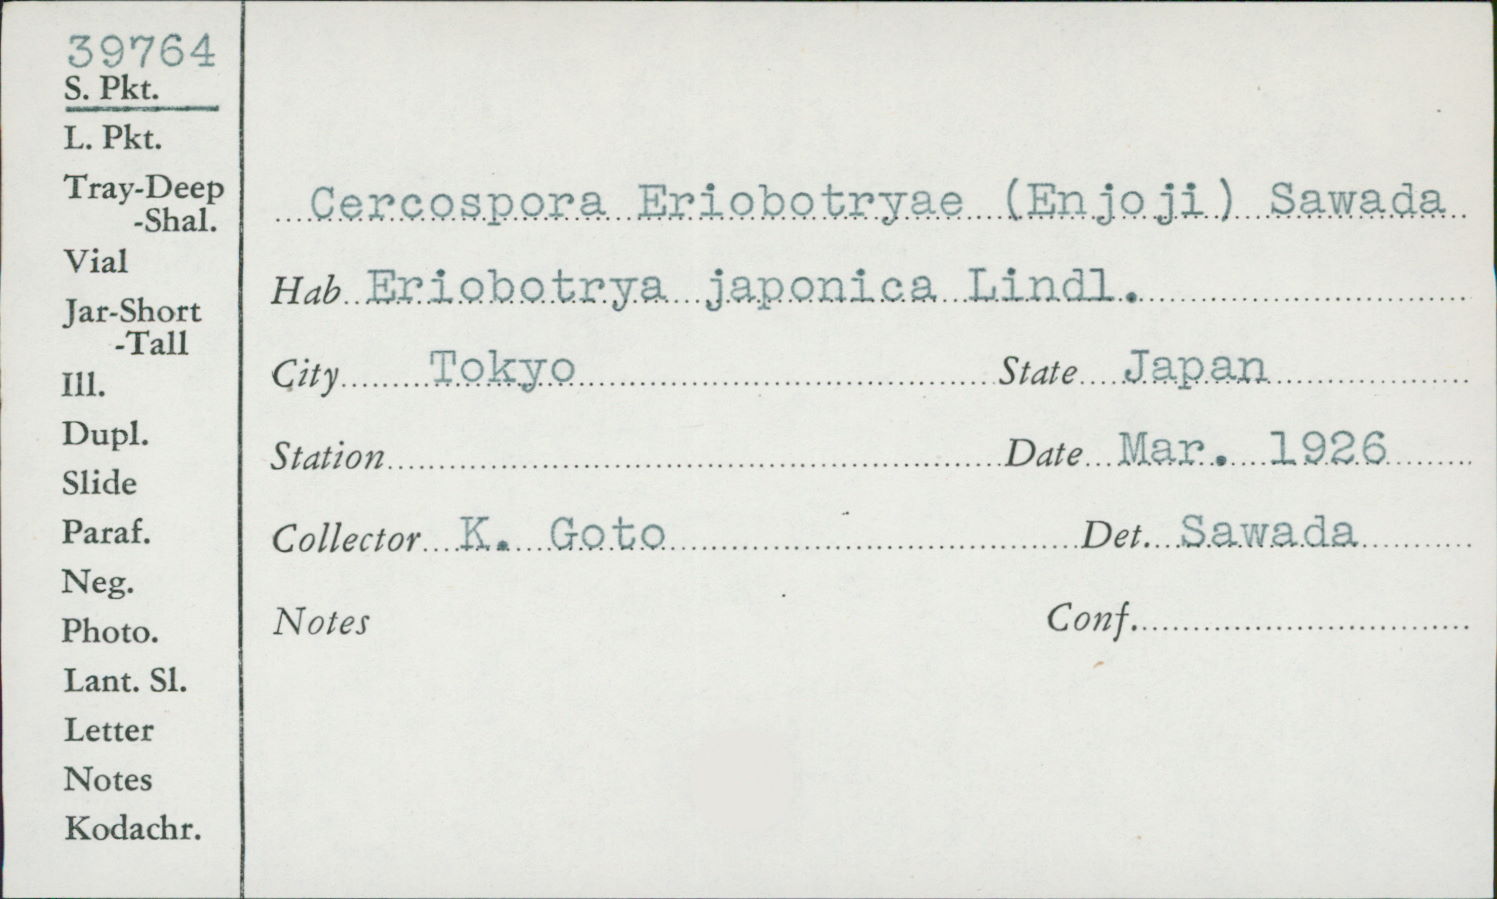 39764
S. Pkt.
L. Pkt.
Tray-Deep
-Shal.
Vial
Jar-Short
-Tall
Ill.
Dupl.
Slide
Paraf.
Neg.
Photo.
Lant. Sl.
Letter
Notes
Kodachr.
Cercospora Eriobotryae (Enjoji) Sawada
Hab Eriobotrya japonica Lindl.
City Tokyo State Japan
Station Date Mar. 1926
Collector K. Goto Det. Sawada
Notes Conf.